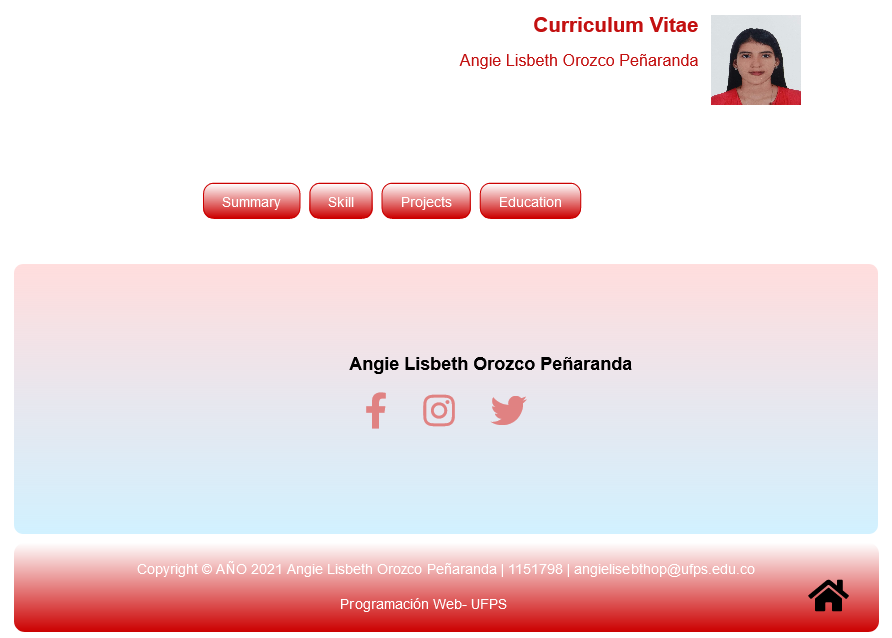 Curriculum Vitae
Angie Lisbeth Orozco Peñaranda
Summary Skill Projects Education
Angie Lisbeth Orozco Peñaranda
Copyright © AÑO 2021 Angie Lisbeth Orozco Peñaranda | 1151798 | angielisebthop@ufps.edu.co
Programación Web- UFPS